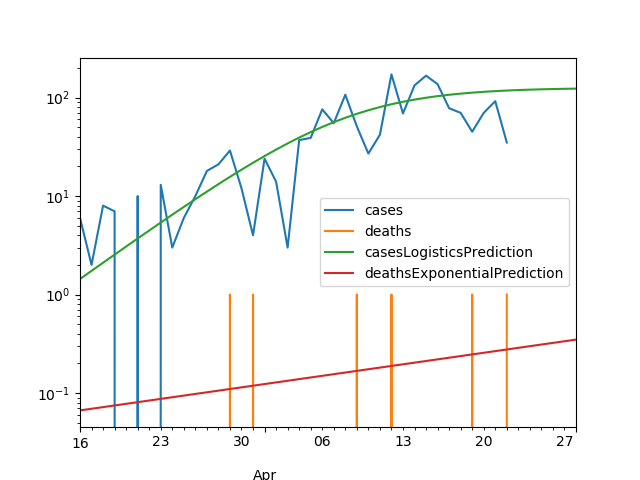 10²
10¹
10⁰
10⁻¹
cases
deaths
casesLogisticsPrediction
deathsExponentialPrediction
16 23 30 06 13 20 27
Apr